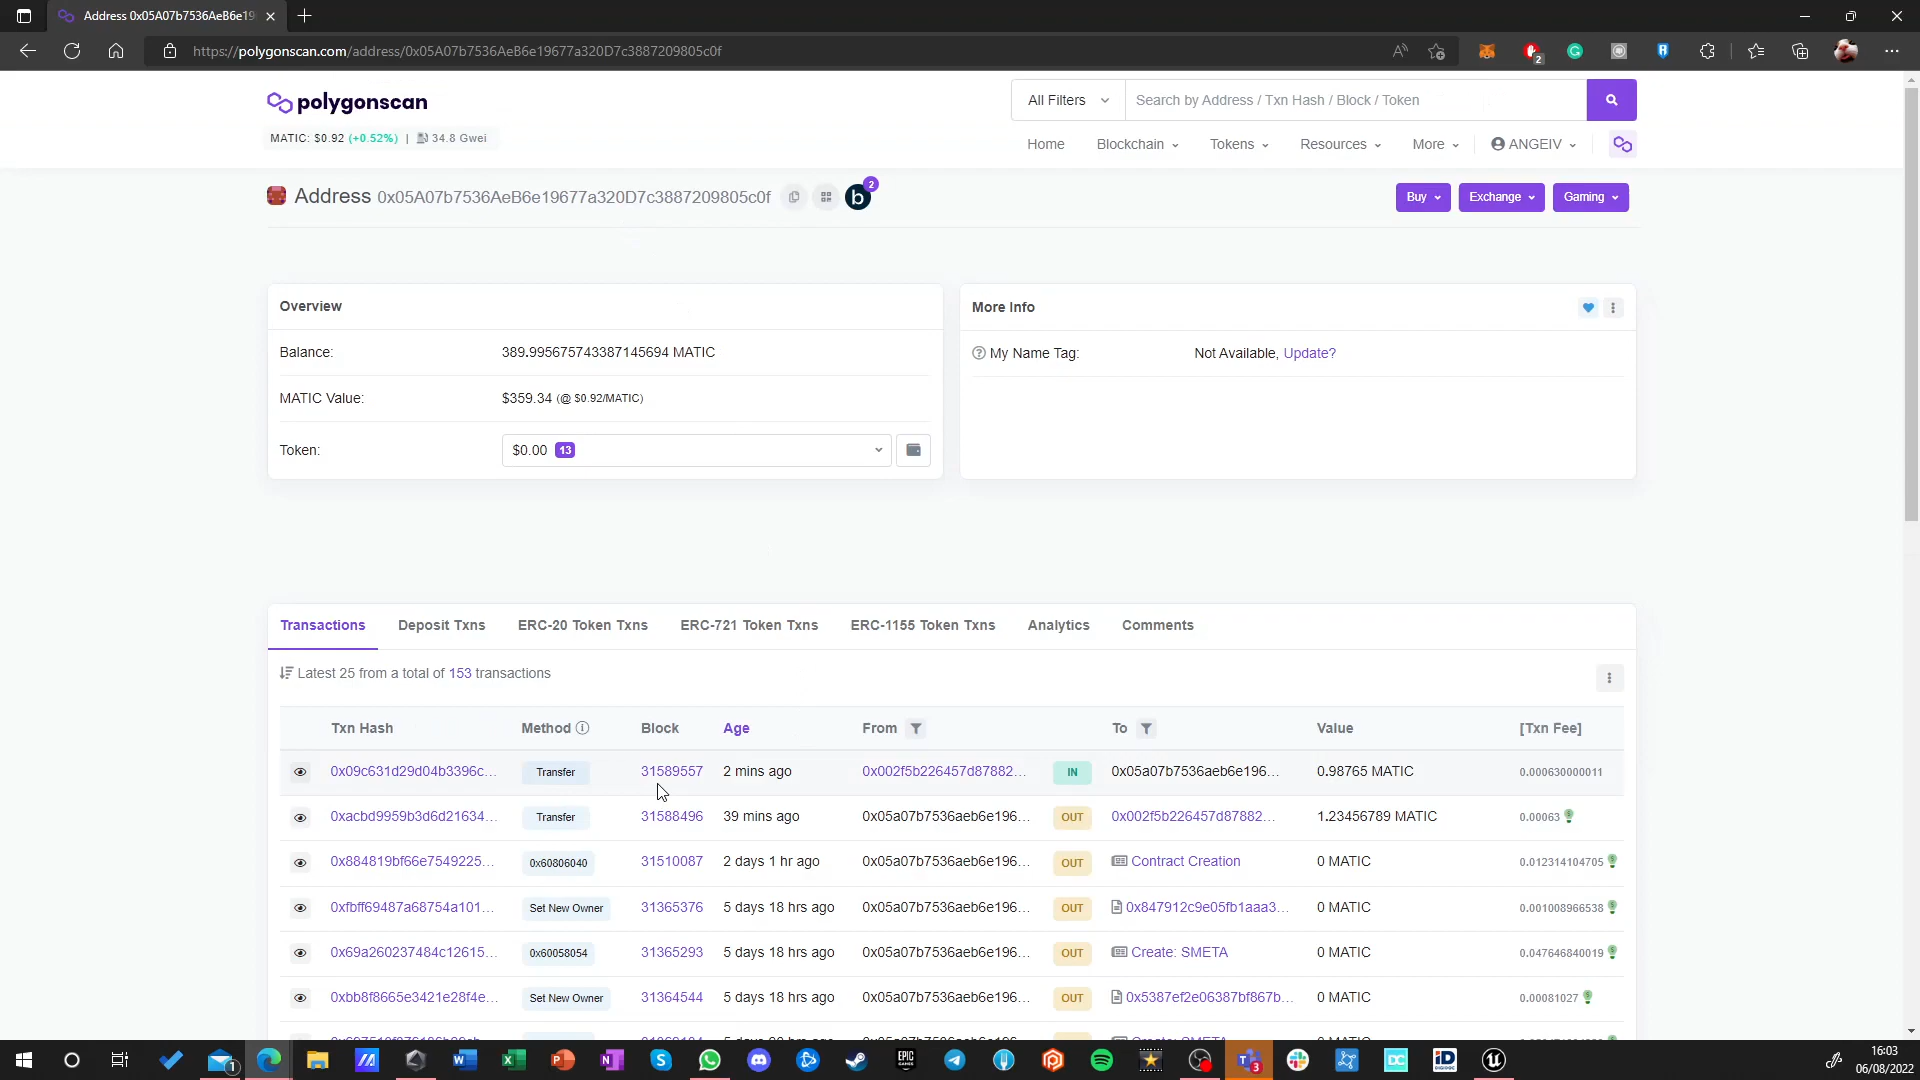 Address 0x05A07b7536AeB6e19
https://polygonscan.com/address/0x05A07b7536AeB6e19677a320D7c3887209805c0f
2
polygonscan
All Filters
Search by Address / Txn Hash / Block / Token
MATIC: $0.92 (+0.52%) | 34.8 Gwei
Home Blockchain Tokens Resources More ANGEIV
Address 0x05A07b7536AeB6e19677a320D7c3887209805c0f b 2
Buy Exchange Gaming
Overview
Balance: 389.995675743387145694 MATIC
MATIC Value: $359.34 (@ $0.92/MATIC)
Token: $0.00 13
More Info
My Name Tag: Not Available, Update?
Transactions Deposit Txns ERC-20 Token Txns ERC-721 Token Txns ERC-1155 Token Txns Analytics Comments
Latest 25 from a total of 153 transactions
Txn Hash Method Block Age From To Value [Txn Fee]
0x09c631d29d04b3396c... Transfer 31589557 2 mins ago 0x002f5b226457d87882... IN 0x05a07b7536aeb6e196... 0.98765 MATIC 0.000630000011
0xacbd9959b3d6d21634... Transfer 31588496 39 mins ago 0x05a07b7536aeb6e196... OUT 0x002f5b226457d87882... 1.23456789 MATIC 0.00063
0x884819bf66e7549225... 0x60806040 31510087 2 days 1 hr ago 0x05a07b7536aeb6e196... OUT Contract Creation 0 MATIC 0.012314104705
0xfbff69487a68754a101... Set New Owner 31365376 5 days 18 hrs ago 0x05a07b7536aeb6e196... OUT 0x847912c9e05fb1aaa3... 0 MATIC 0.001008966538
0x69a260237484c12615... 0x60058054 31365293 5 days 18 hrs ago 0x05a07b7536aeb6e196... OUT Create: SMETA 0 MATIC 0.047646840019
0xbb8f8665e3421e28f4e... Set New Owner 31364544 5 days 18 hrs ago 0x05a07b7536aeb6e196... OUT 0x5387ef2e06387bf867b... 0 MATIC 0.00081027
1
EPIC GAMES
3
DC
iD
16:03
06/08/2022